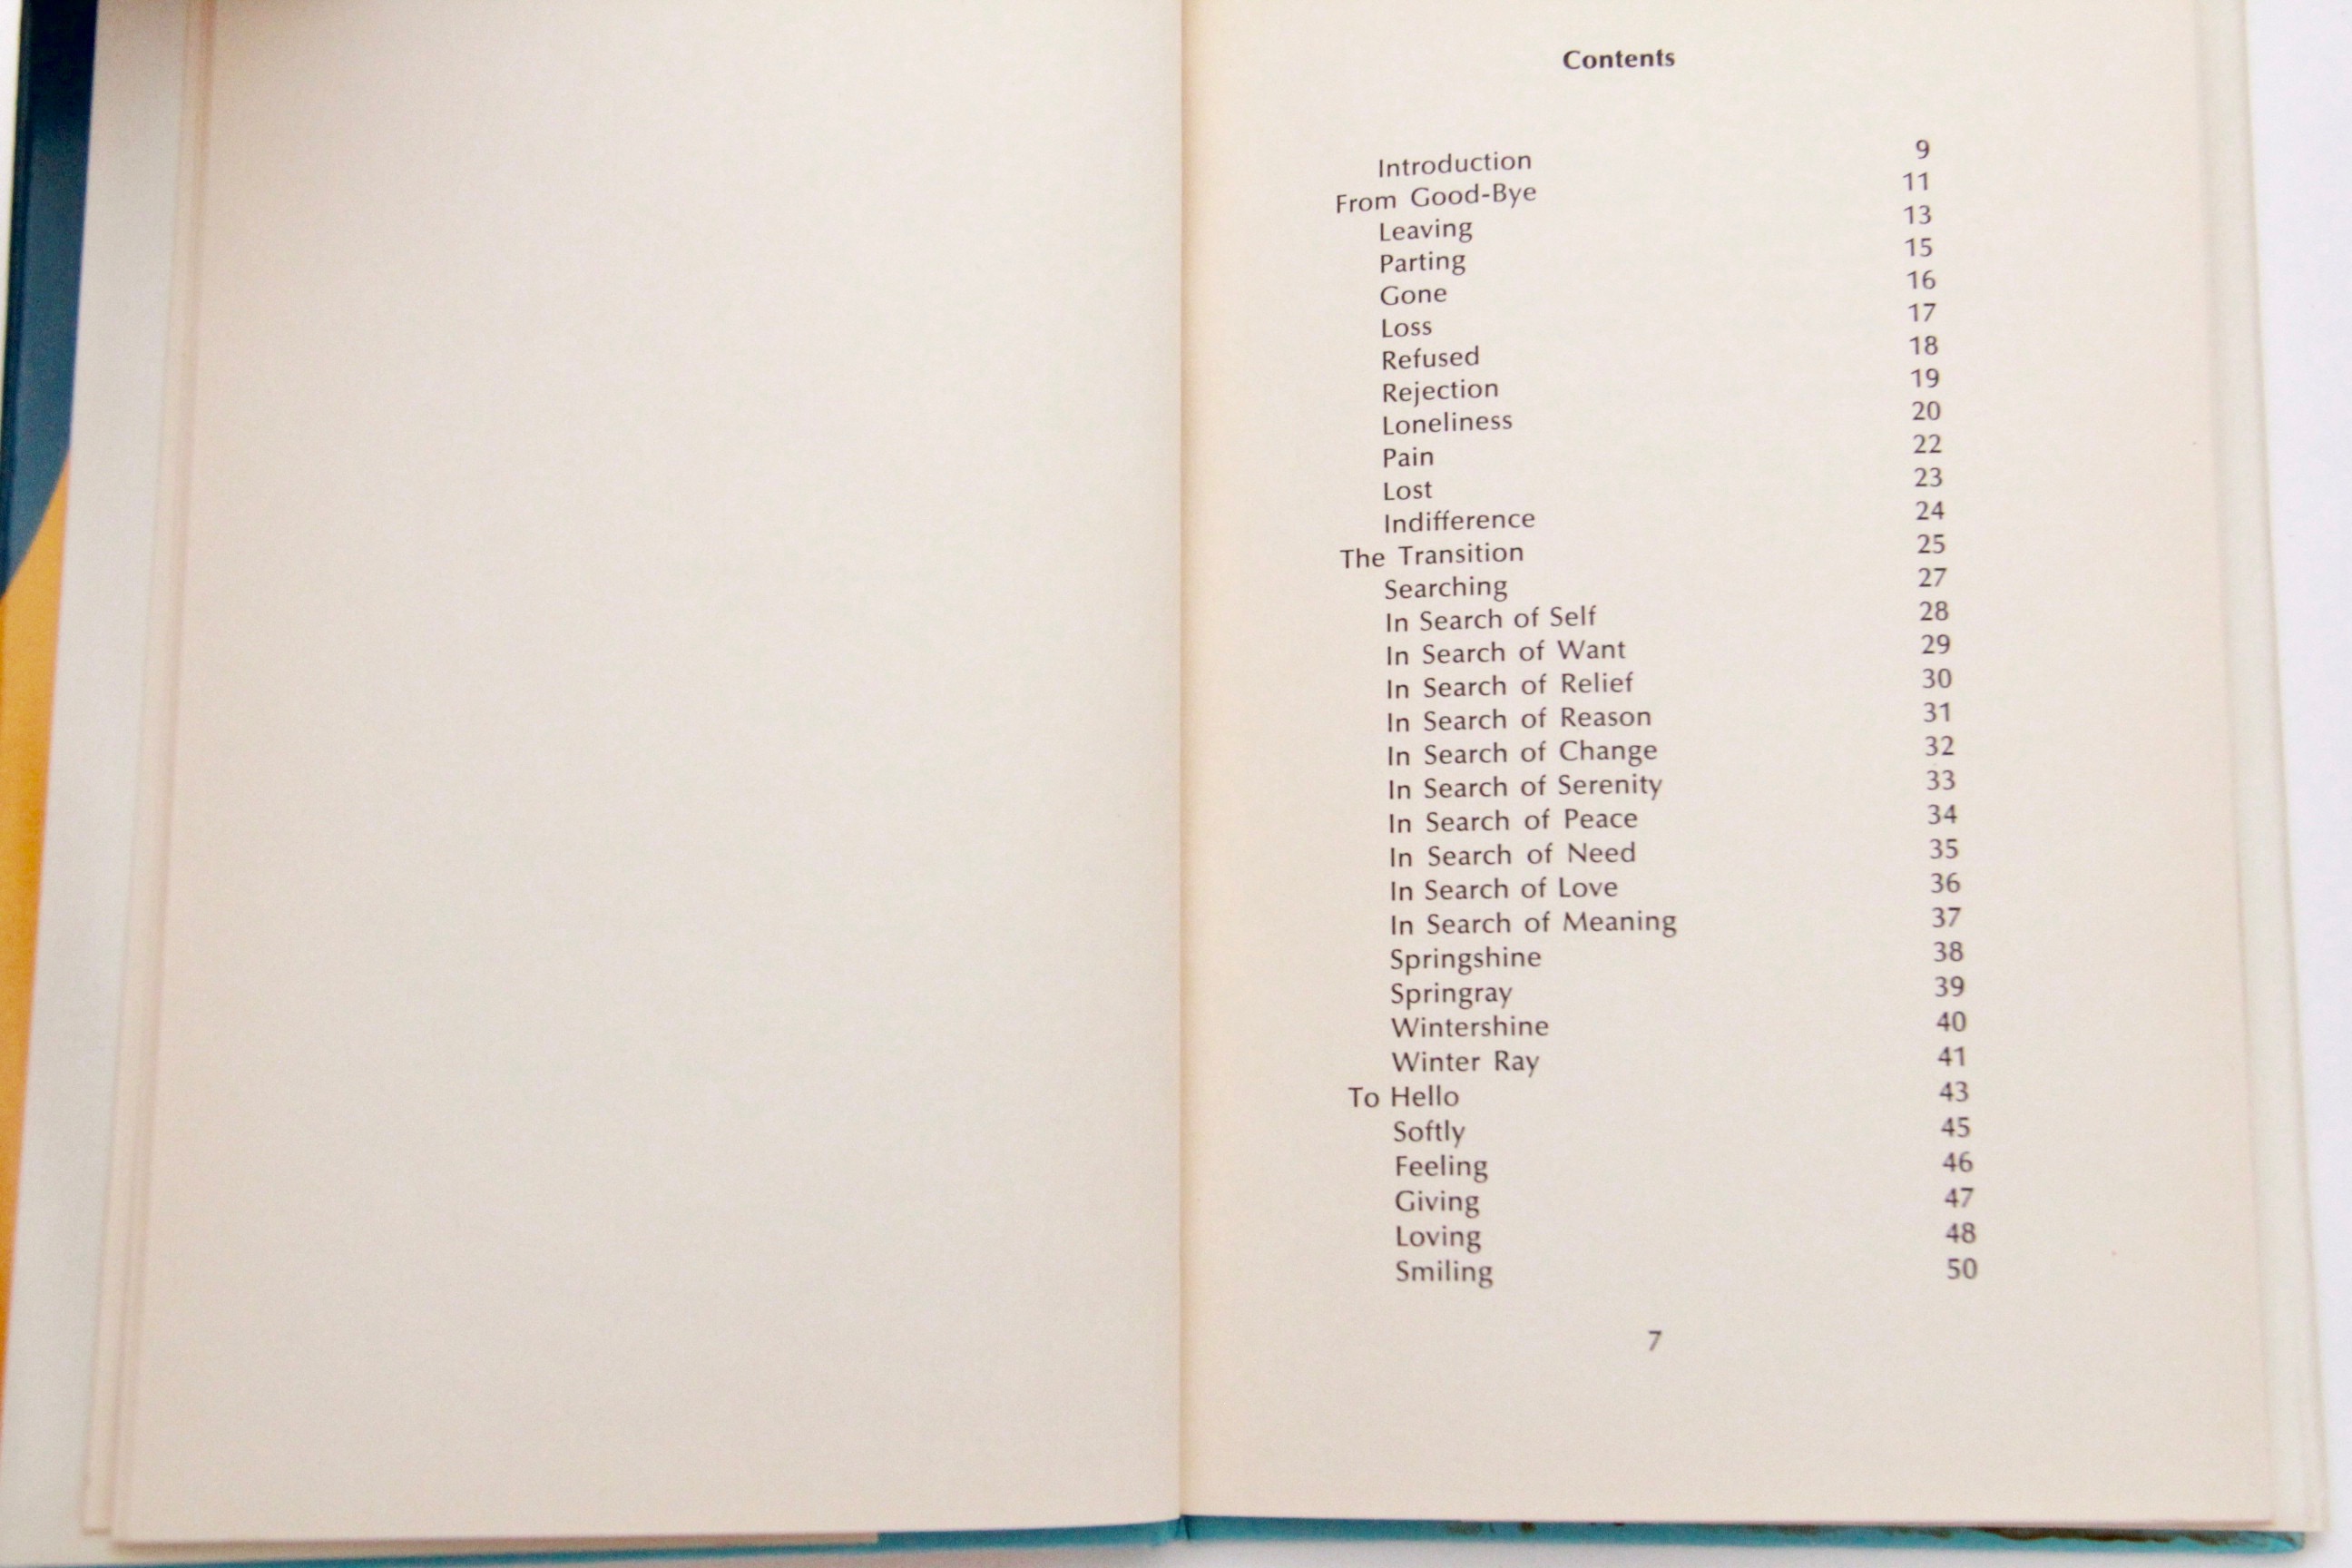 Contents
Introduction 9
From Good-Bye 11
Leaving 13
Parting 15
Gone 16
Loss 17
Refused 18
Rejection 19
Loneliness 20
Pain 22
Lost 23
Indifference 24
The Transition 25
Searching 27
In Search of Self 28
In Search of Want 29
In Search of Relief 30
In Search of Reason 31
In Search of Change 32
In Search of Serenity 33
In Search of Peace 34
In Search of Need 35
In Search of Love 36
In Search of Meaning 37
Springshine 38
Springray 39
Wintershine 40
Winter Ray 41
To Hello 43
Softly 45
Feeling 46
Giving 47
Loving 48
Smiling 50
7